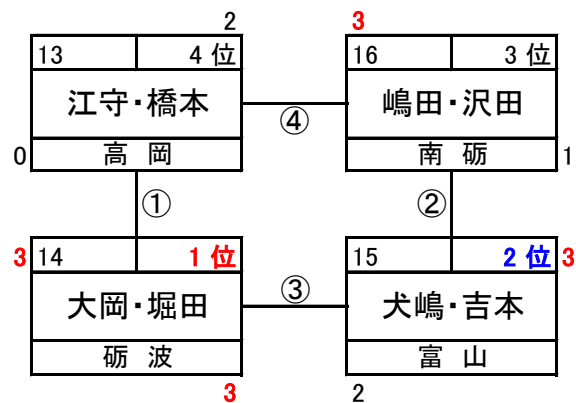 2 3
13 4位 16 3位
江守・橋本 ④ 嶋田・沢田
0 高岡 南砺 1
① ②
3 14 1位 15 2位 3
大岡・堀田 ③ 犬嶋・吉本
砺波 富山
3 2